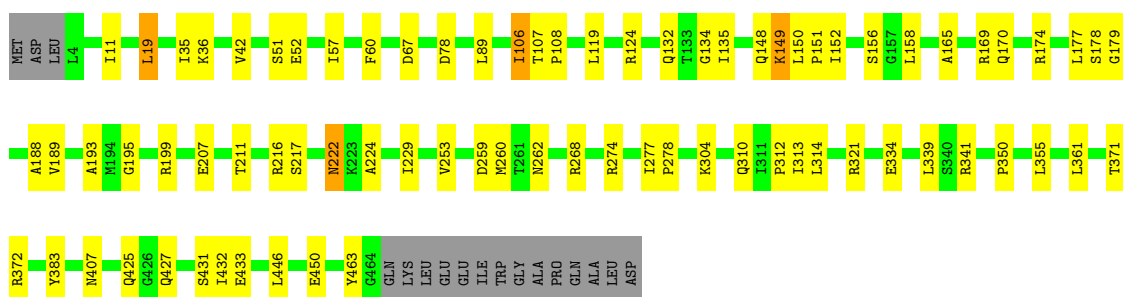 MET ASP LEU L4 I11 L19 I35 K36 V42 S51 E52 I57 F60 D67 D78 L89 I106 T107 P108 L119 R124 Q132 T133 G134 I135 Q148 K149 L150 P151 I152 S156 G157 L158 A165 R169 Q170 R174 L177 S178 G179
A188 V189 A193 M194 G195 R199 E207 T211 R216 S217 N222 K223 A224 I229 V253 D259 M260 T261 N262 R268 R274 I277 P278 K304 Q310 I311 P312 I313 L314 R321 E334 L339 S340 R341 P350 L355 L361 T371
R372 Y383 N407 Q425 G426 Q427 S431 I432 E433 L446 E450 Y463 G464 GLN LYS LEU GLU GLU ILE TRP GLY ALA PRO GLN ALA LEU ASP